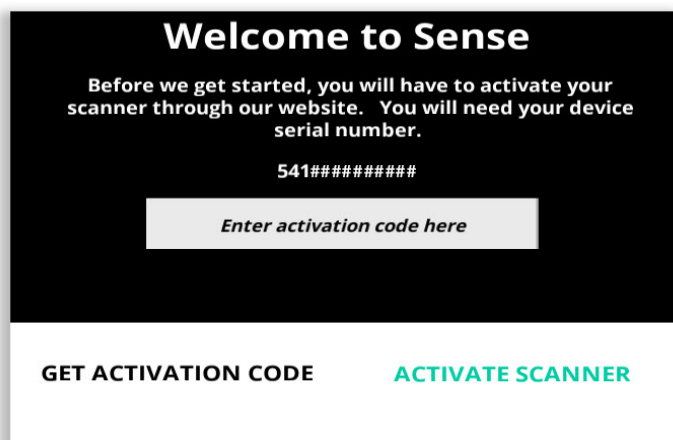 Welcome to Sense
Before we get started, you will have to activate your
scanner through our website.   You will need your device
serial number.
541##########
Enter activation code here
GET ACTIVATION CODE
ACTIVATE SCANNER